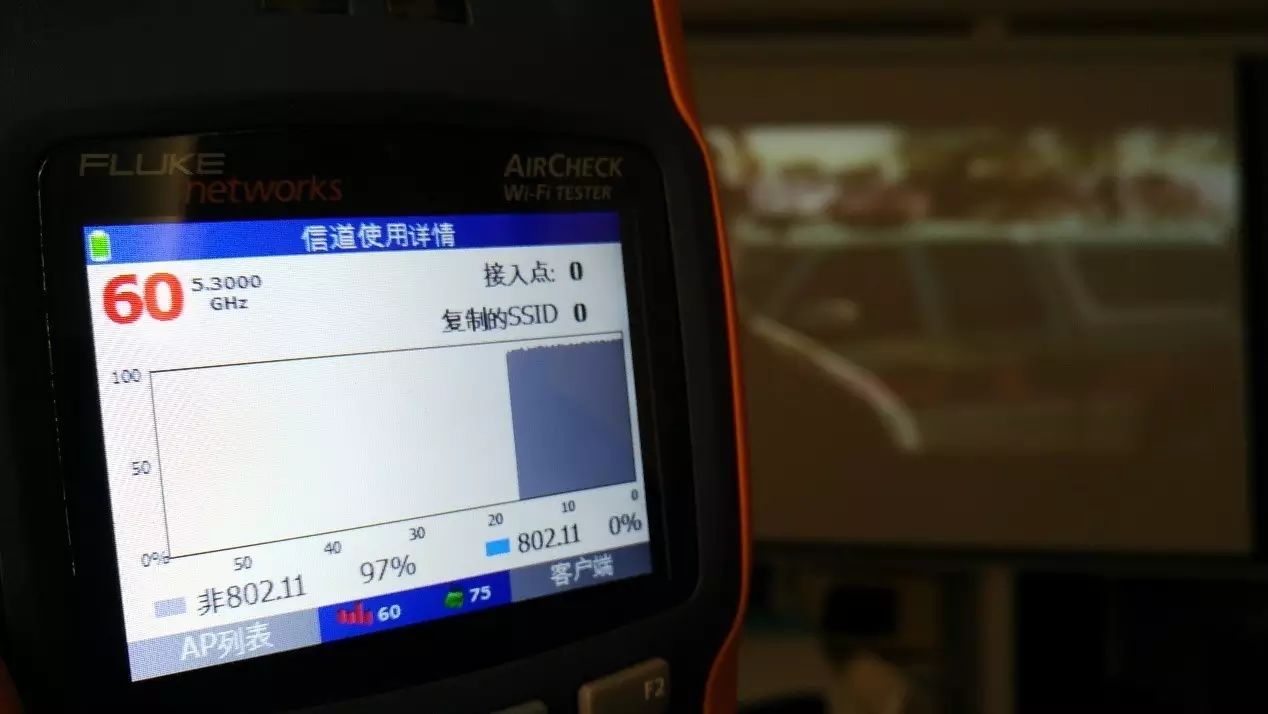 FLUKE
networks
AIRCHECK
WI-FI TESTER
信道使用详情
60 5.3000
GHz
接入点: 0
复制的SSID 0
100
50
0%
50 40 30 20 10 0
非802.11 97% 802.11 0%
AP列表 60 75 客户端
F2